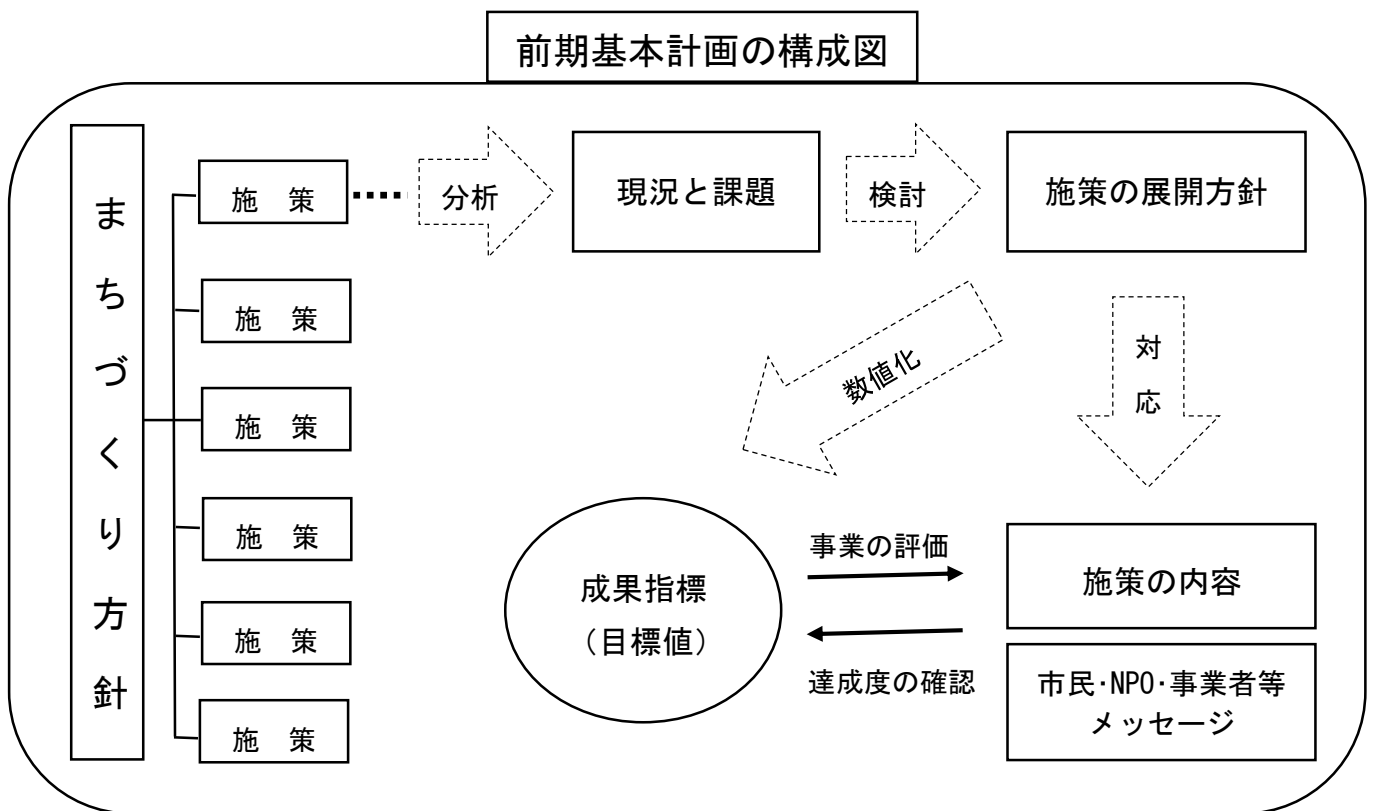 前期基本計画の構成図
まちづくり方針
施　策
施　策
施　策
施　策
施　策
施　策
分析
現況と課題
検討
施策の展開方針
数値化
対応
成果指標
（目標値）
事業の評価
達成度の確認
施策の内容
市民･NPO･事業者等
メッセージ